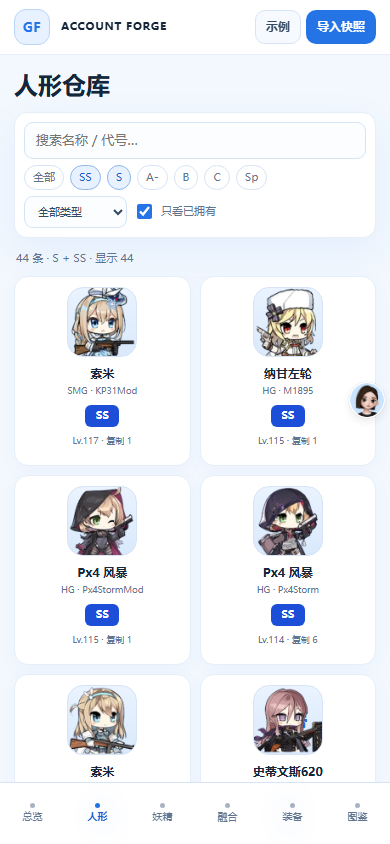 GF ACCOUNT FORGE 示例 导入快照
人形仓库
搜索名称 / 代号...
全部 SS S A- B C Sp
全部类型 只看已拥有
44 条 · S + SS · 显示 44
索米 纳甘左轮
SMG · KP31Mod HG · M1895
SS SS
Lv.117 · 复制 1 Lv.115 · 复制 1
Px4 风暴 Px4 风暴
HG · Px4StormMod HG · Px4Storm
SS SS
Lv.115 · 复制 1 Lv.114 · 复制 6
索米 史蒂文斯620
总览 人形 妖精 融合 装备 图鉴